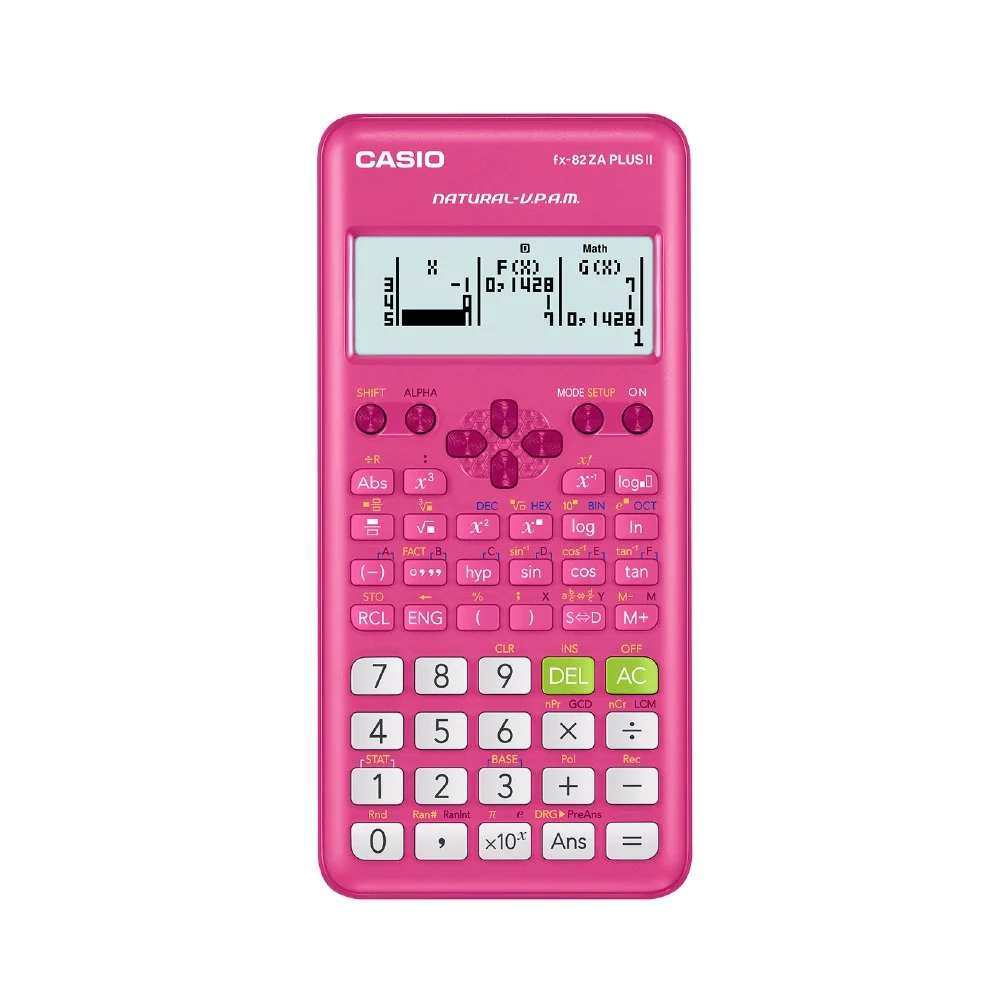 CASIO fx-82ZA PLUS II
NATURAL-V.P.A.M.
D Math
X F(X) G(X)
3 -1 0,1428 7
4 0 1 1
5 7 0,1428
1
SHIFT ALPHA MODE SETUP ON
÷R : x!
Abs x³ x⁻¹ log■□
■■/□ ³√■ DEC ■√□ HEX 10■ BIN e■ OCT
■/□ √■ x² x■ log ln
A FACT B C sin⁻¹ D cos⁻¹ E tan⁻¹ F
(−) °,,, hyp sin cos tan
STO ← % ; X a b/c⇔d/c Y M− M
RCL ENG ( ) S⇔D M+
CLR INS OFF
7 8 9 DEL AC
nPr GCD nCr LCM
4 5 6 × ÷
STAT BASE Pol Rec
1 2 3 + −
Rnd Ran# RanInt π e DRG▶ PreAns
0 , ×10ˣ Ans =